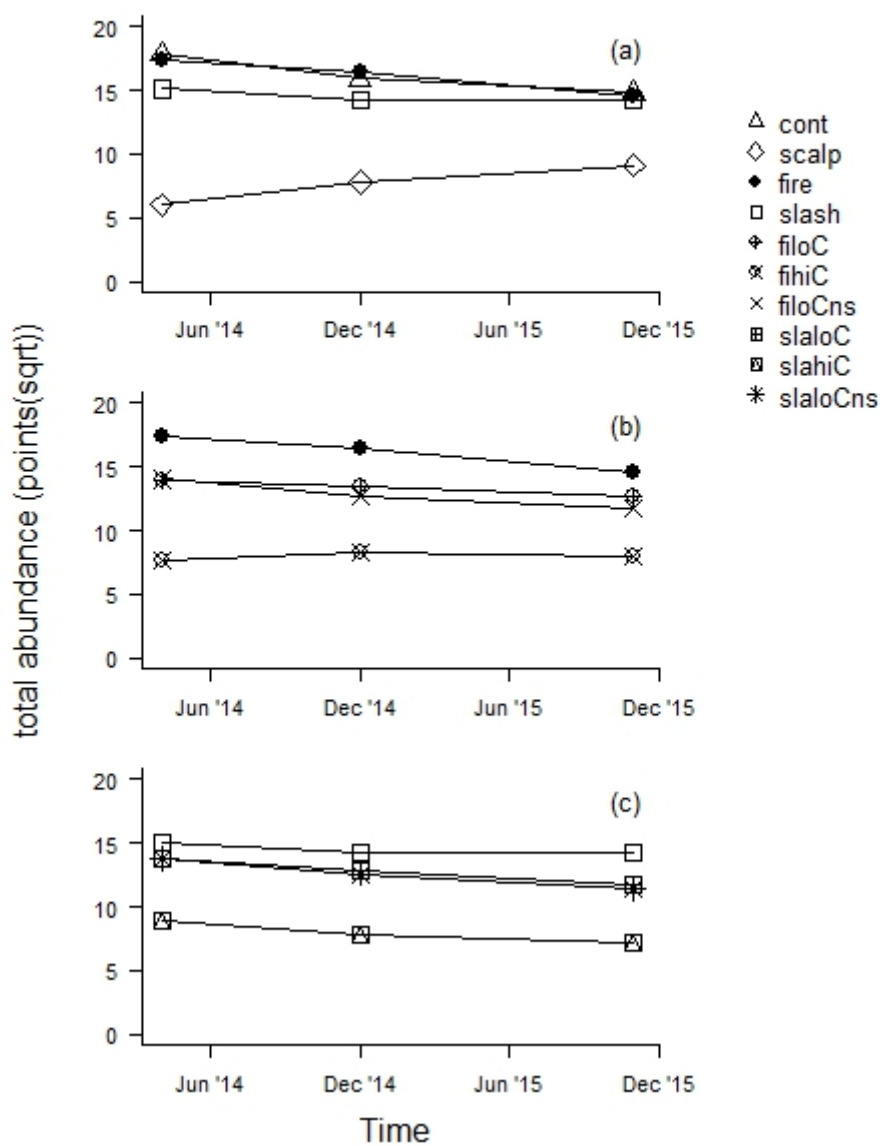 total abundance (points(sqrt))
(a)
20
15
10
5
0
Jun '14 Dec '14 Jun '15 Dec '15
cont
scalp
fire
slash
filoC
fihiC
filoCns
slaloC
slahiC
slaloCns
(b)
20
15
10
5
0
Jun '14 Dec '14 Jun '15 Dec '15
(c)
20
15
10
5
0
Jun '14 Dec '14 Jun '15 Dec '15
Time